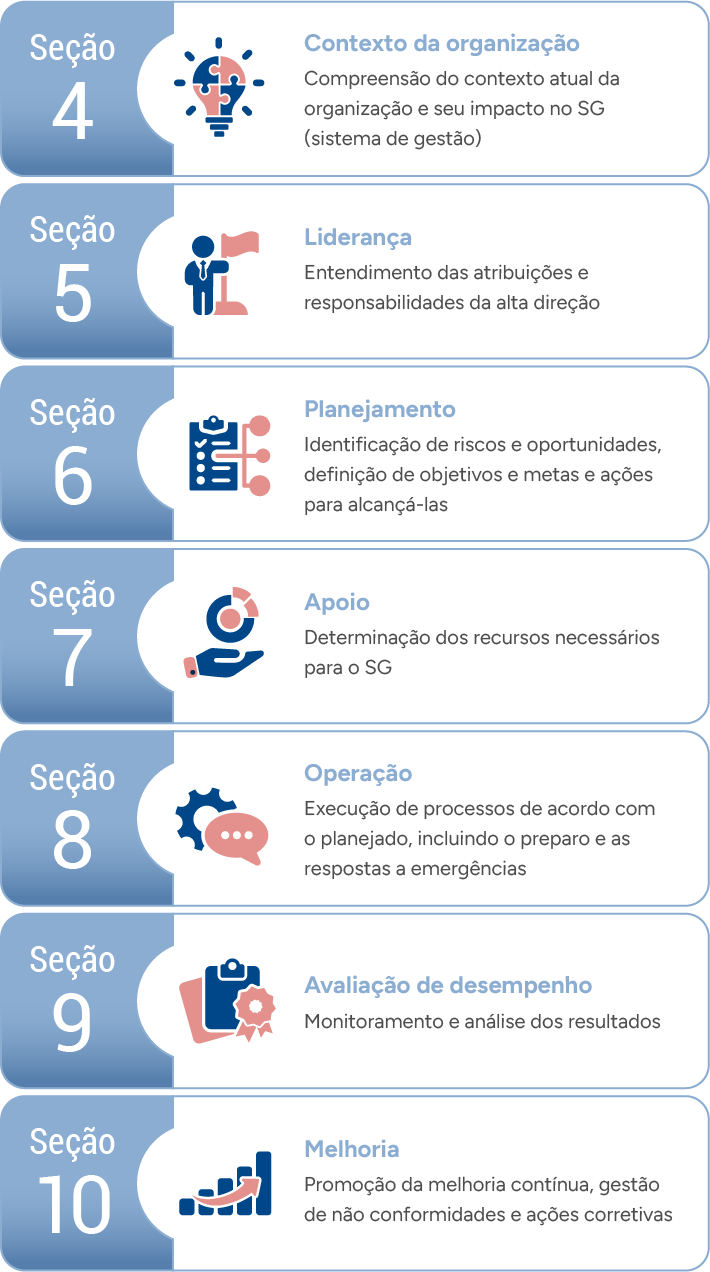 Seção
4
Contexto da organização
Compreensão do contexto atual da
organização e seu impacto no SG
(sistema de gestão)
Seção
5
Liderança
Entendimento das atribuições e
responsabilidades da alta direção
Seção
6
Planejamento
Identificação de riscos e oportunidades,
definição de objetivos e metas e ações
para alcançá-las
Seção
7
Apoio
Determinação dos recursos necessários
para o SG
Seção
8
Operação
Execução de processos de acordo com
o planejado, incluindo o preparo e as
respostas a emergências
Seção
9
Avaliação de desempenho
Monitoramento e análise dos resultados
Seção
10
Melhoria
Promoção da melhoria contínua, gestão
de não conformidades e ações corretivas